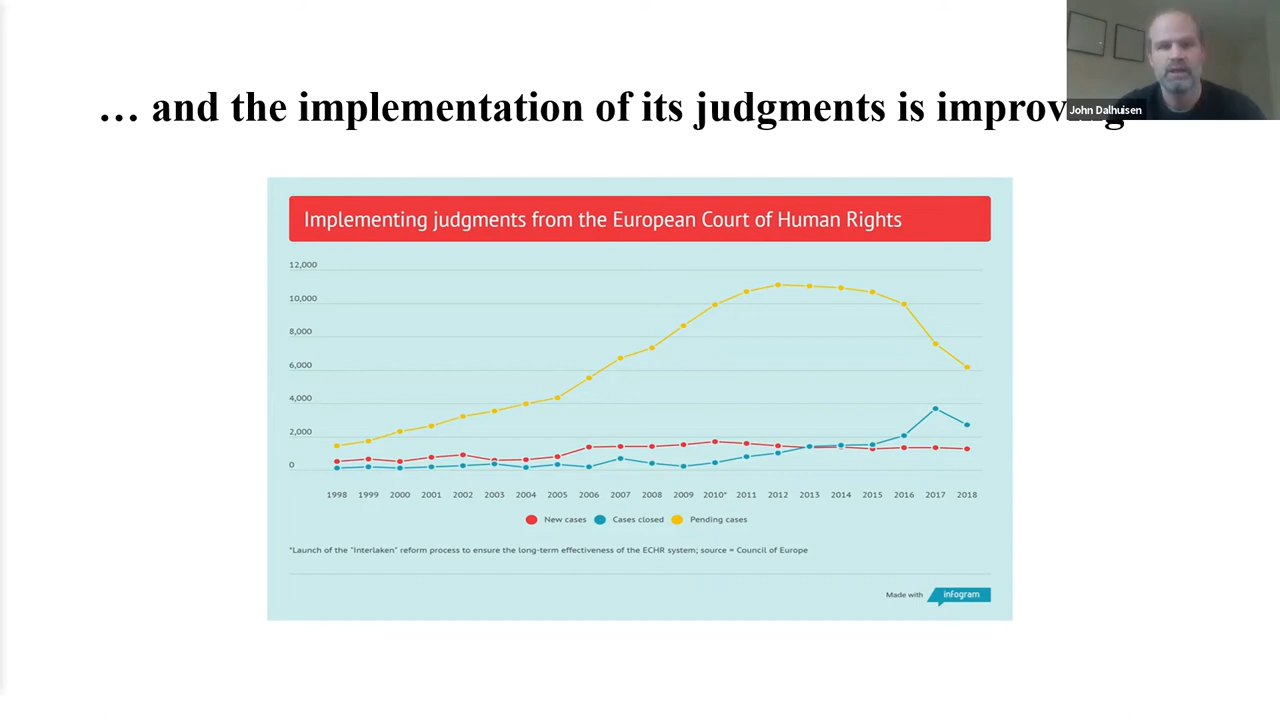 … and the implementation of its judgments is improving
John Dalhuisen
Implementing judgments from the European Court of Human Rights
12,000
10,000
8,000
6,000
4,000
2,000
0
1998 1999 2000 2001 2002 2003 2004 2005 2006 2007 2008 2009 2010* 2011 2012 2013 2014 2015 2016 2017 2018
New cases Cases closed Pending cases
*Launch of the "Interlaken" reform process to ensure the long-term effectiveness of the ECHR system; source = Council of Europe
Made with infogram